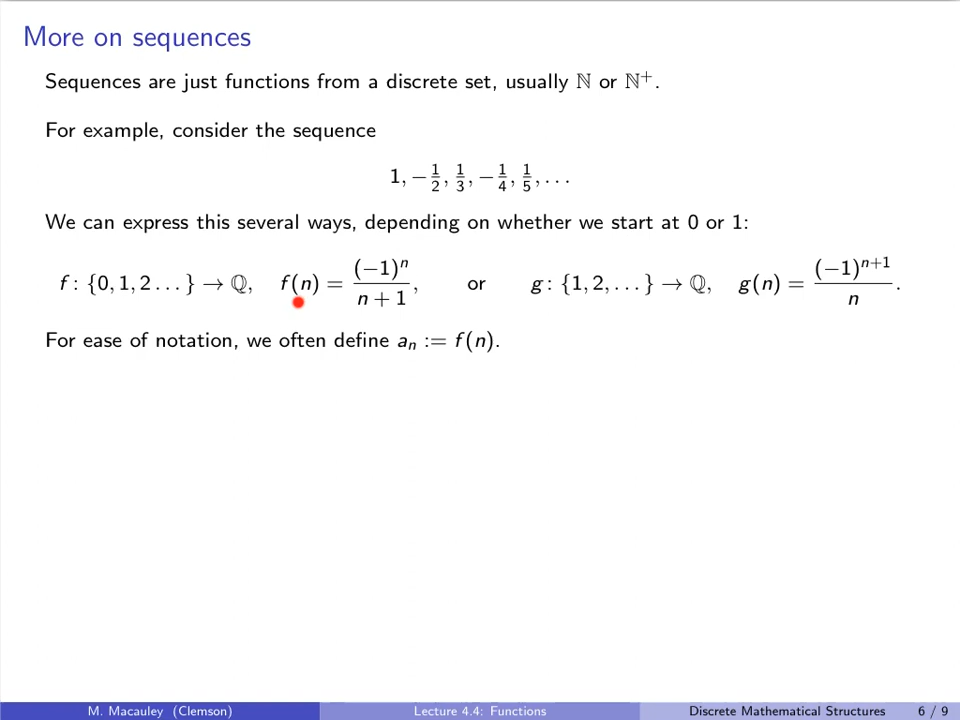 More on sequences
Sequences are just functions from a discrete set, usually ℕ or ℕ⁺.
For example, consider the sequence
1, −1/2, 1/3, −1/4, 1/5, . . .
We can express this several ways, depending on whether we start at 0 or 1:
f : {0, 1, 2 . . . } → ℚ, f(n) = (−1)ⁿ/(n + 1), or g : {1, 2, . . . } → ℚ, g(n) = (−1)ⁿ⁺¹/n.
For ease of notation, we often define aₙ := f(n).
M. Macauley (Clemson) Lecture 4.4: Functions Discrete Mathematical Structures 6 / 9